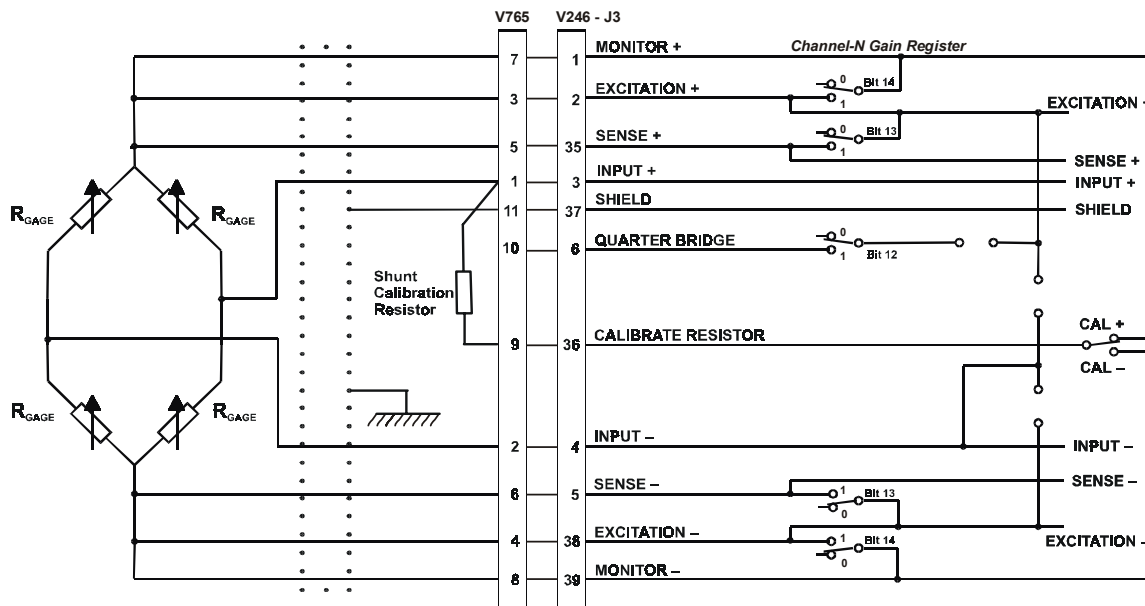 V765 V246 - J3
7 1 MONITOR + Channel-N Gain Register
0 Bit 14
3 2 EXCITATION + 1 EXCITATION +
0 Bit 13
5 35 SENSE + 1 SENSE +
1 3 INPUT + INPUT +
RGAGE RGAGE 11 37 SHIELD SHIELD
10 6 QUARTER BRIDGE 0 1 Bit 12
Shunt
Calibration
Resistor
9 36 CALIBRATE RESISTOR CAL +
CAL –
RGAGE RGAGE
2 4 INPUT – INPUT –
6 5 SENSE – 1 Bit 13 SENSE –
0
4 38 EXCITATION – 1 Bit 14 EXCITATION –
0
8 39 MONITOR –